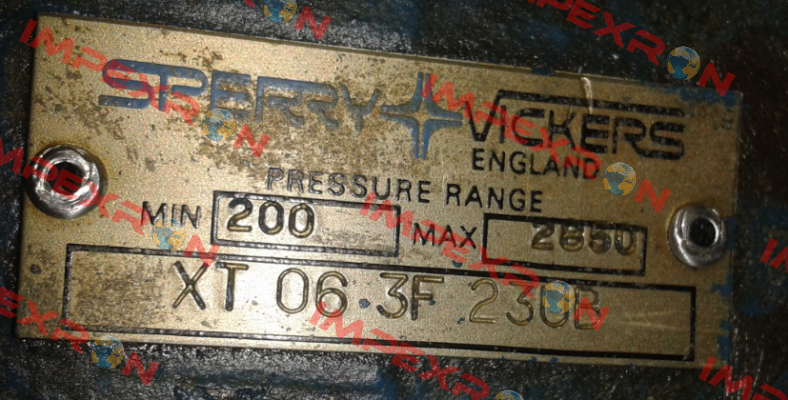 SPERRY VICKERS
ENGLAND
PRESSURE RANGE
MIN 200 MAX 2850
XT 06 3F 230B
IMPEXRON